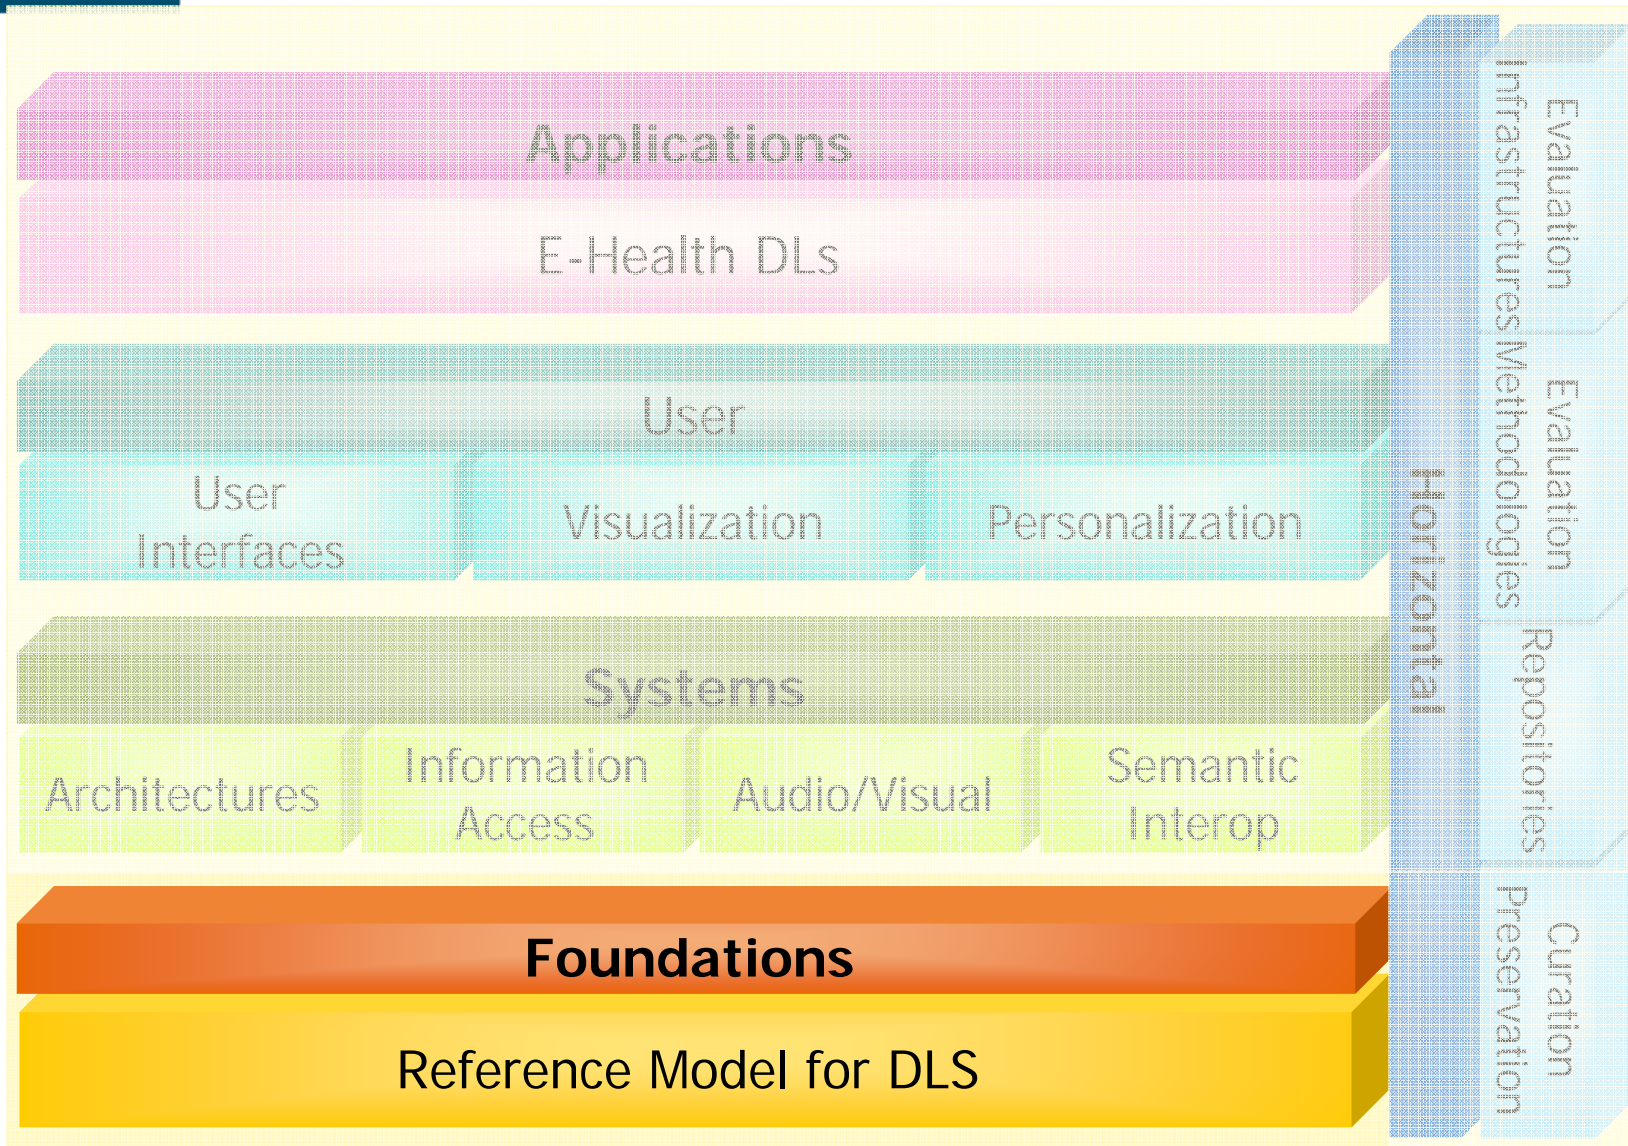 Applications
E-Health DLs
User
User
Interfaces
Visualization
Personalization
Systems
Architectures
Information
Access
Audio/Visual
Semantic
Interop
Foundations
Reference Model for DLS
Horizontal
Evaluation
Infrastructures
Evaluation
Methodologies
Repositories
Curation
Preservation